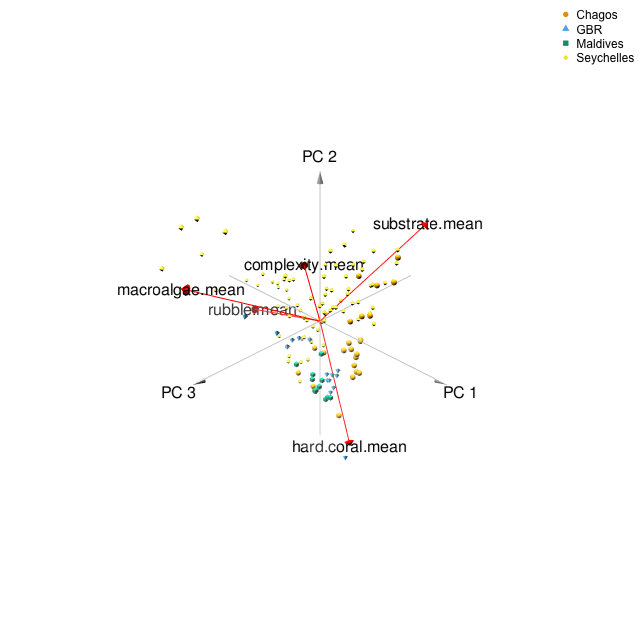 Chagos
GBR
Maldives
Seychelles
PC 2
substrate.mean
complexity.mean
macroalgae.mean
rubble.mean
PC 3
PC 1
hard.coral.mean